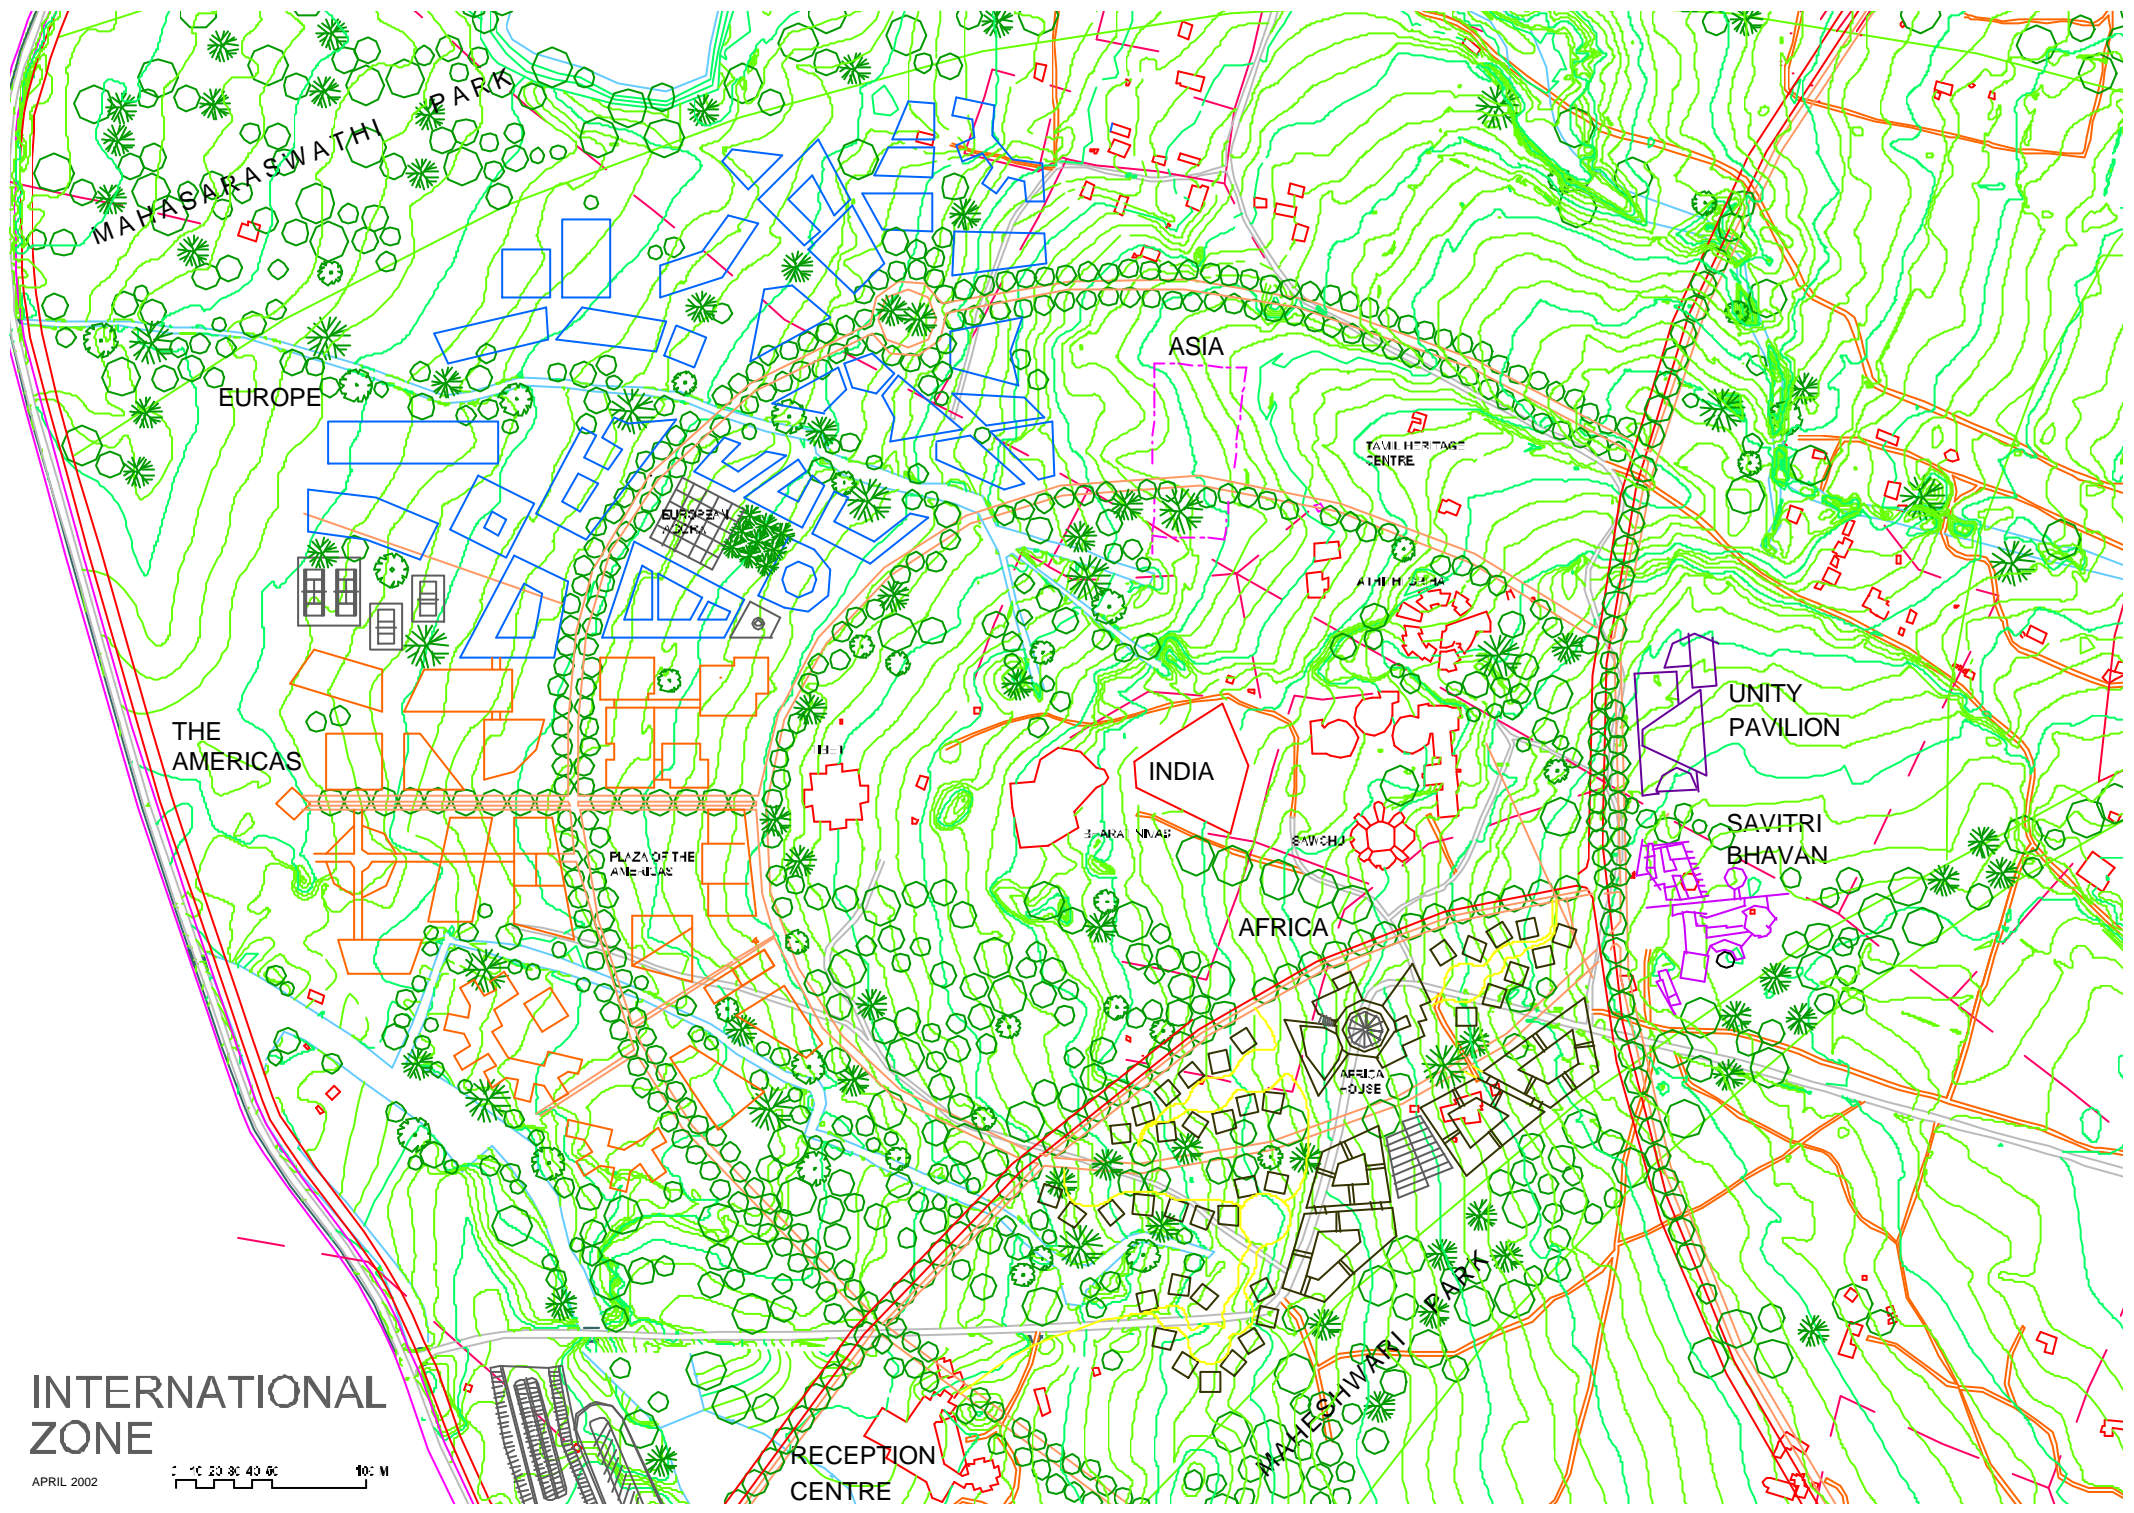 MAHASARASWATHI PARK
ASIA
EUROPE
TAMIL HERITAGE
CENTRE
EUROPEAN
UNITY
PAVILION
THE
AMERICAS
INDIA
SAVITRI
BHAVAN
PLAZA OF THE
AMERICAS
AFRICA
AFRICA
HOUSE
MAHESHWARI PARK
INTERNATIONAL
ZONE
RECEPTION
CENTRE
APRIL 2002